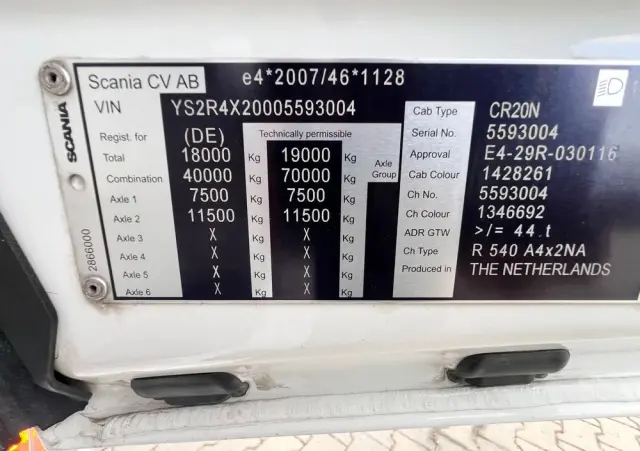 Scania CV AB e4*2007/46*1128
VIN YS2R4X20005593004
Regist. for (DE) Technically permissible
Total 18000 Kg 19000 Kg Axle Group
Combination 40000 Kg 70000 Kg
Axle 1 7500 Kg 7500 Kg
Axle 2 11500 Kg 11500 Kg
Axle 3 X Kg X Kg
Axle 4 X Kg X Kg
Axle 5 X Kg X Kg
Axle 6 X Kg X Kg
Cab Type CR20N
Serial No. 5593004
Approval E4-29R-030116
Cab Colour 1428261
Ch No. 5593004
Ch Colour 1346692
ADR GTW >/= 44.t
Ch Type R 540 A4x2NA
Produced in THE NETHERLANDS
SCANIA
2866000